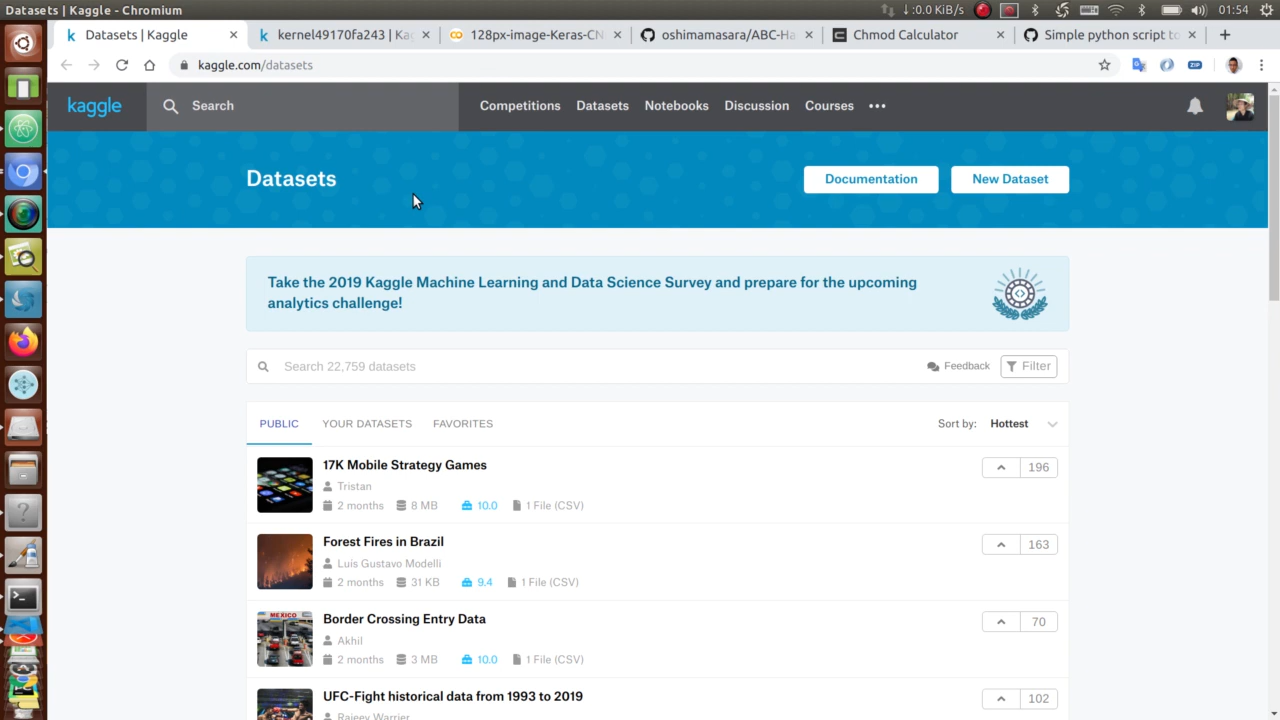 Datasets | Kaggle - Chromium
↓:0.0 KiB/s
01:54
Datasets | Kaggle
kernel49170fa243 | Ka
128px-image-Keras-CN
oshimamasara/ABC-Ha
Chmod Calculator
Simple python script to
kaggle.com/datasets
kaggle
Search
Competitions
Datasets
Notebooks
Discussion
Courses
Datasets
Documentation
New Dataset
Take the 2019 Kaggle Machine Learning and Data Science Survey and prepare for the upcoming
analytics challenge!
Search 22,759 datasets
Feedback
Filter
PUBLIC
YOUR DATASETS
FAVORITES
Sort by:
Hottest
17K Mobile Strategy Games
196
Tristan
2 months
8 MB
10.0
1 File (CSV)
Forest Fires in Brazil
163
Luís Gustavo Modelli
2 months
31 KB
9.4
1 File (CSV)
MEXICO
Border Crossing Entry Data
70
Akhil
2 months
3 MB
10.0
1 File (CSV)
UFC-Fight historical data from 1993 to 2019
102
Rajeev Warrier